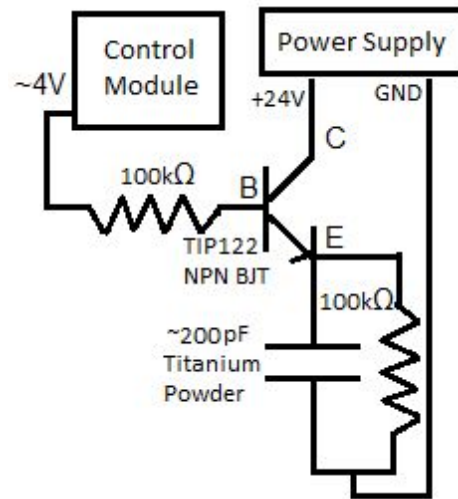 Control
Module
~4V
Power Supply
+24V
GND
C
100kΩ
B
TIP122
NPN BJT
E
100kΩ
~200pF
Titanium
Powder